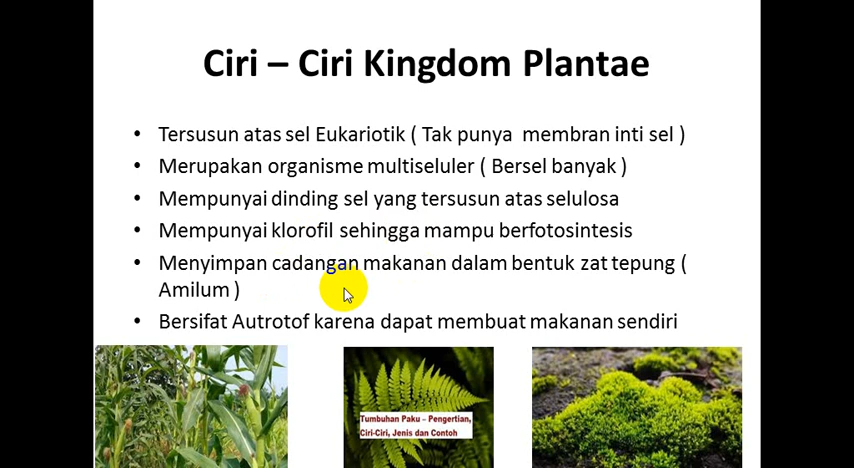 Ciri – Ciri Kingdom Plantae
• Tersusun atas sel Eukariotik ( Tak punya membran inti sel )
• Merupakan organisme multiseluler ( Bersel banyak )
• Mempunyai dinding sel yang tersusun atas selulosa
• Mempunyai klorofil sehingga mampu berfotosintesis
• Menyimpan cadangan makanan dalam bentuk zat tepung (
Amilum )
• Bersifat Autrotof karena dapat membuat makanan sendiri
Tumbuhan Paku – Pengertian,
Ciri-Ciri, Jenis dan Contoh